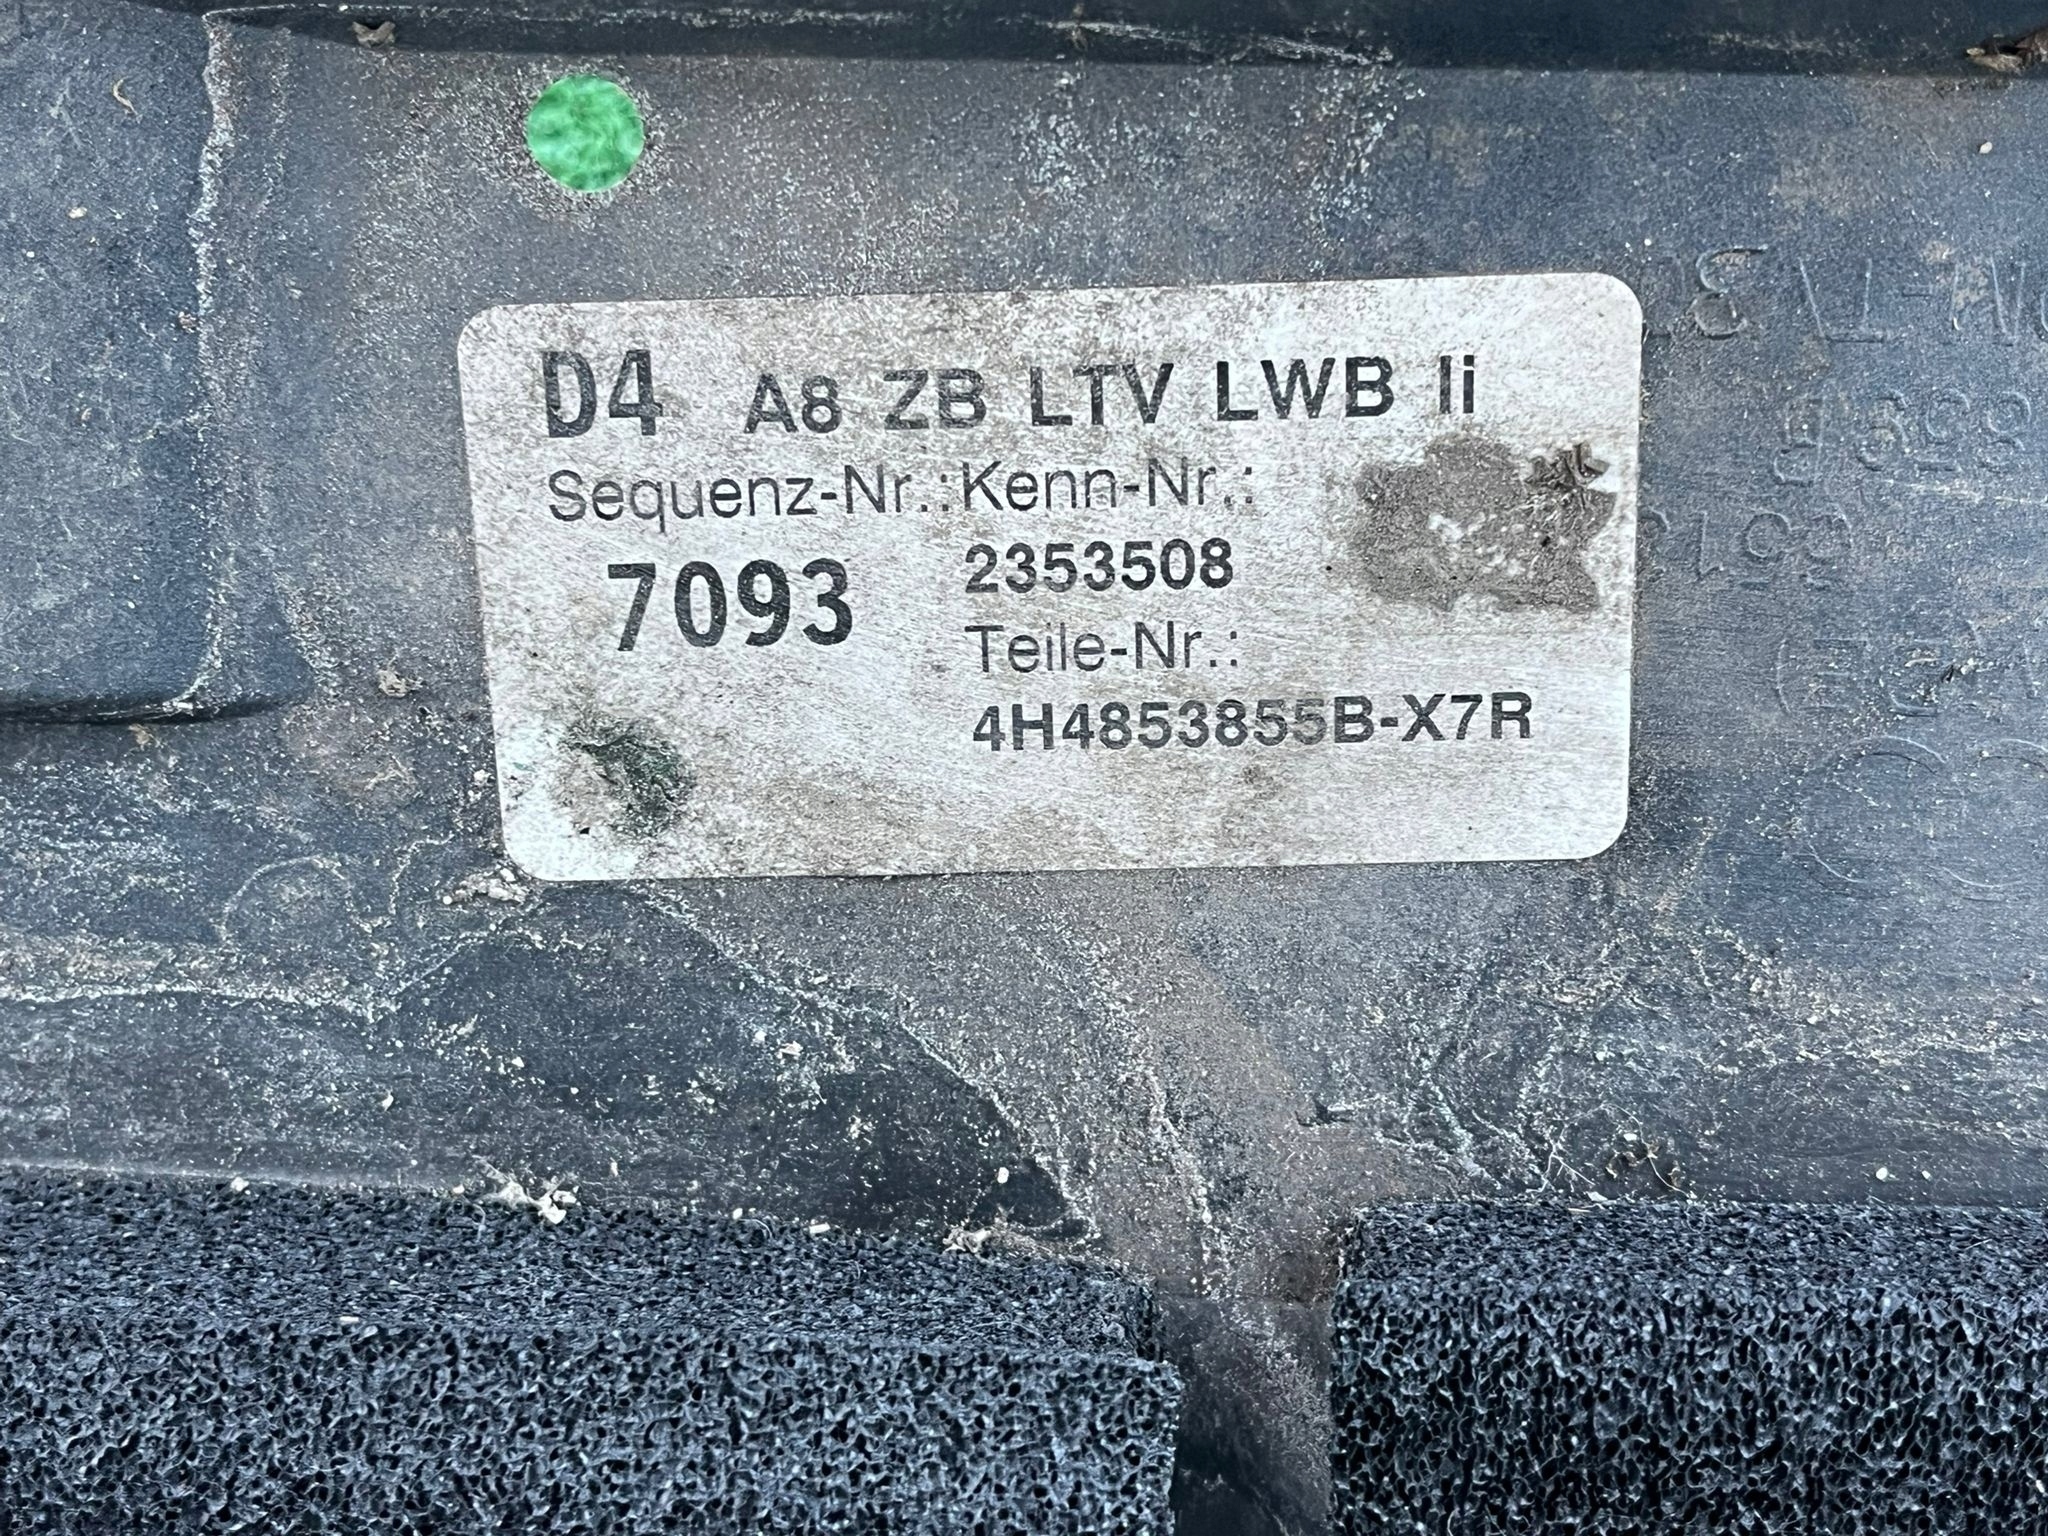 D4 A8 ZB LTV LWB li
Sequenz-Nr.: Kenn-Nr.:
7093 2353508
Teile-Nr.:
4H4853855B-X7R